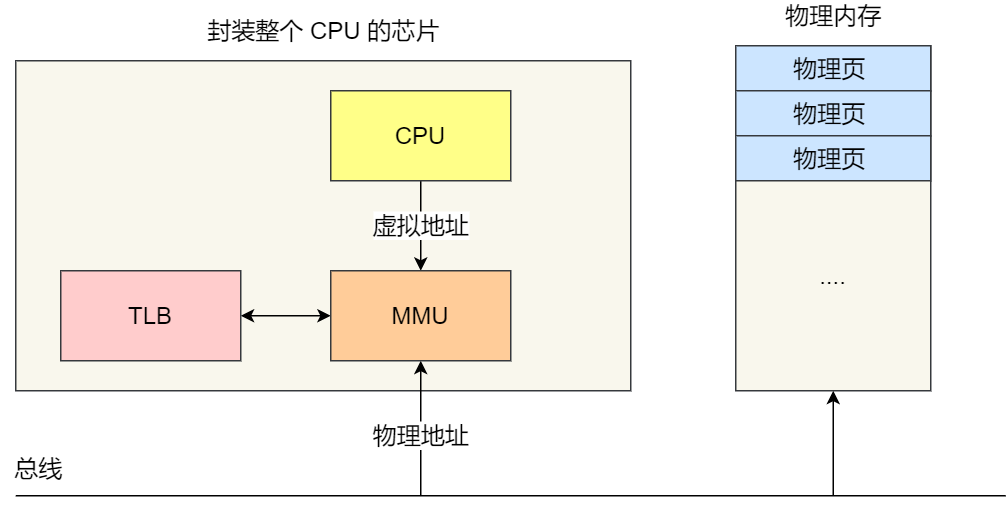 封装整个 CPU 的芯片
物理内存
物理页
物理页
物理页
CPU
虚拟地址
TLB
MMU
....
物理地址
总线